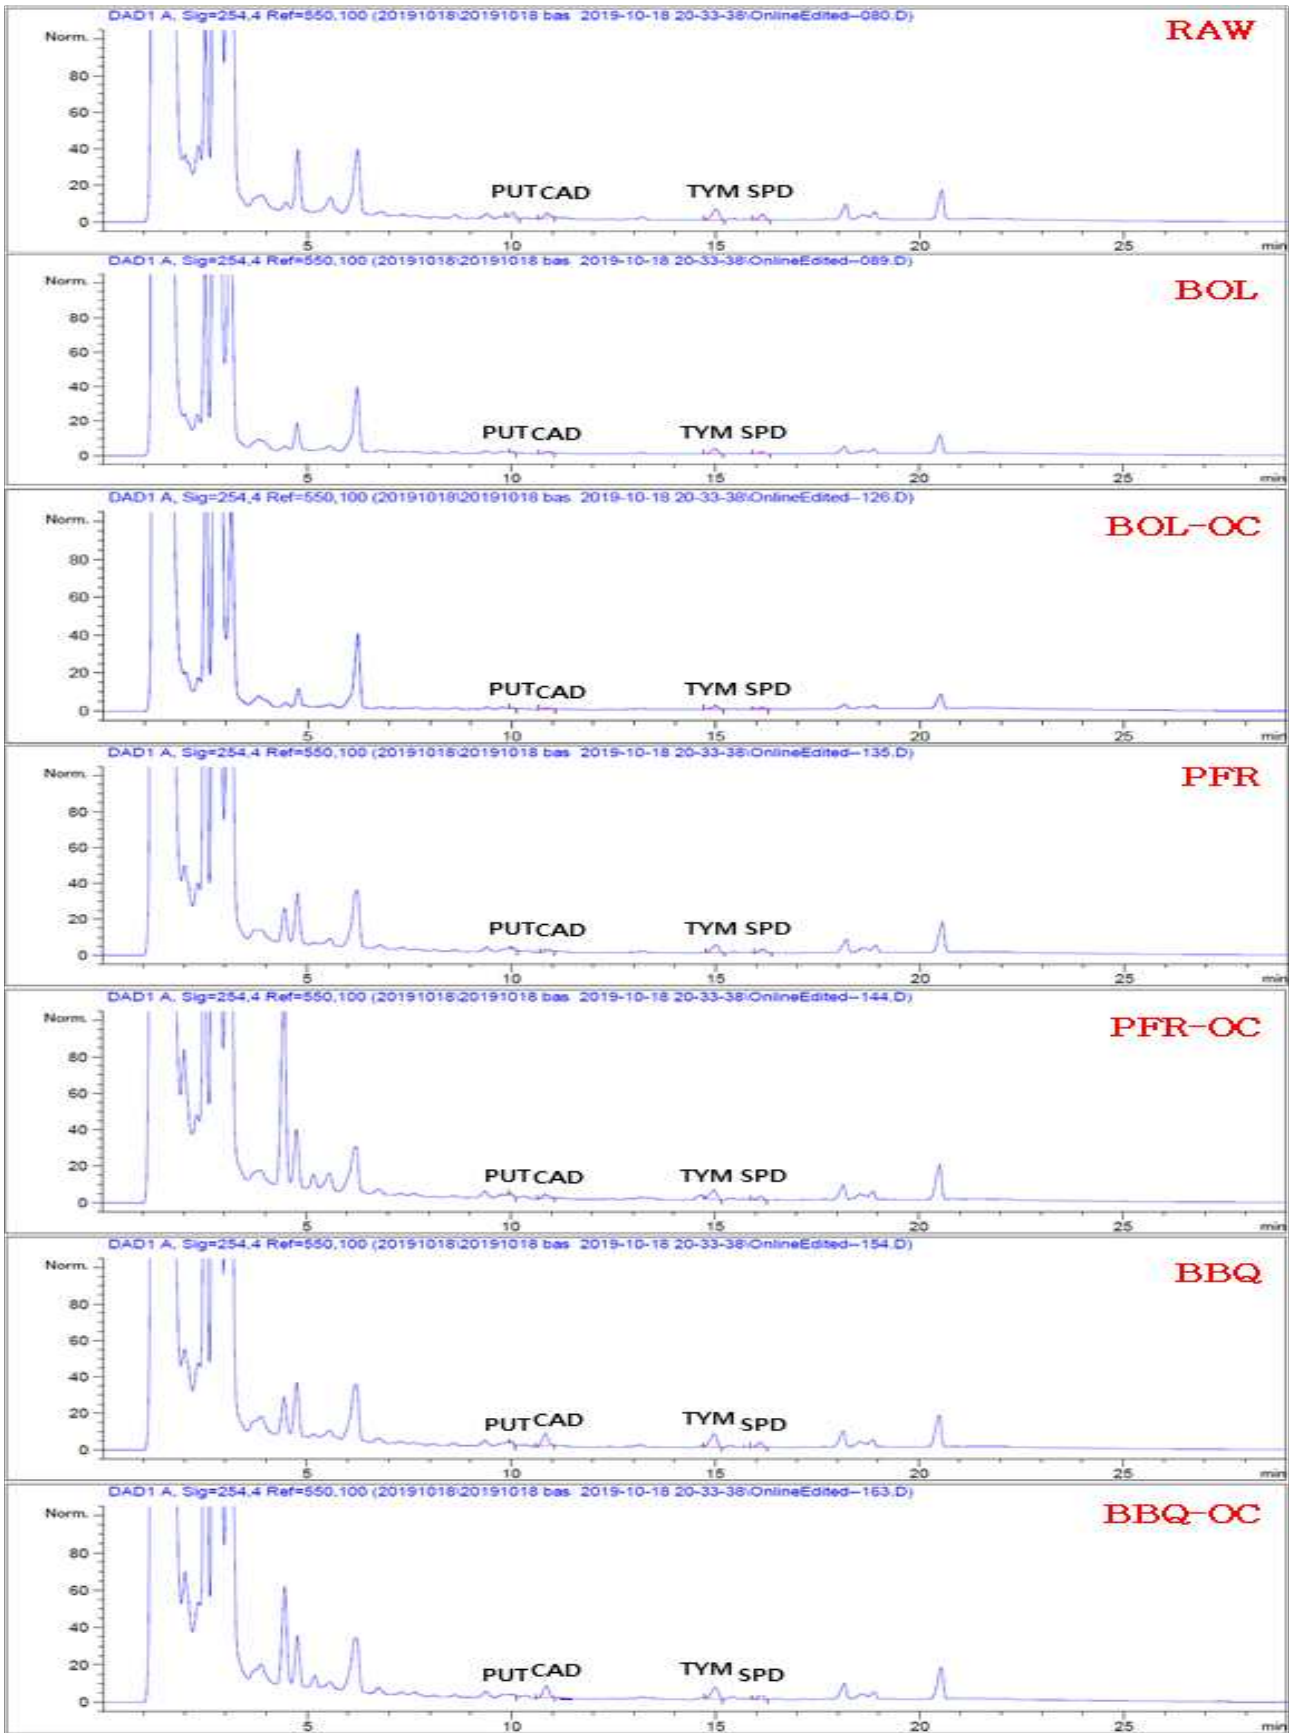 DAD1 A, Sig=254,4 Ref=550,100 (20191018\20191018 bas 2019-10-18 20-33-38\OnlineEdited--080.D)
RAW
Norm.
80
60
40
20
0
PUT CAD TYM SPD
5 10 15 20 25 min
DAD1 A, Sig=254,4 Ref=550,100 (20191018\20191018 bas 2019-10-18 20-33-38\OnlineEdited--089.D)
BOL
Norm.
80
60
40
20
0
PUT CAD TYM SPD
5 10 15 20 25 min
DAD1 A, Sig=254,4 Ref=550,100 (20191018\20191018 bas 2019-10-18 20-33-38\OnlineEdited--126.D)
BOL-OC
Norm.
80
60
40
20
0
PUT CAD TYM SPD
5 10 15 20 25 min
DAD1 A, Sig=254,4 Ref=550,100 (20191018\20191018 bas 2019-10-18 20-33-38\OnlineEdited--135.D)
PFR
Norm.
80
60
40
20
0
PUT CAD TYM SPD
5 10 15 20 25 min
DAD1 A, Sig=254,4 Ref=550,100 (20191018\20191018 bas 2019-10-18 20-33-38\OnlineEdited--144.D)
PFR-OC
Norm.
80
60
40
20
0
PUT CAD TYM SPD
5 10 15 20 25 min
DAD1 A, Sig=254,4 Ref=550,100 (20191018\20191018 bas 2019-10-18 20-33-38\OnlineEdited--154.D)
BBQ
Norm.
80
60
40
20
0
PUT CAD TYM SPD
5 10 15 20 25 min
DAD1 A, Sig=254,4 Ref=550,100 (20191018\20191018 bas 2019-10-18 20-33-38\OnlineEdited--163.D)
BBQ-OC
Norm.
80
60
40
20
0
PUT CAD TYM SPD
5 10 15 20 25 min